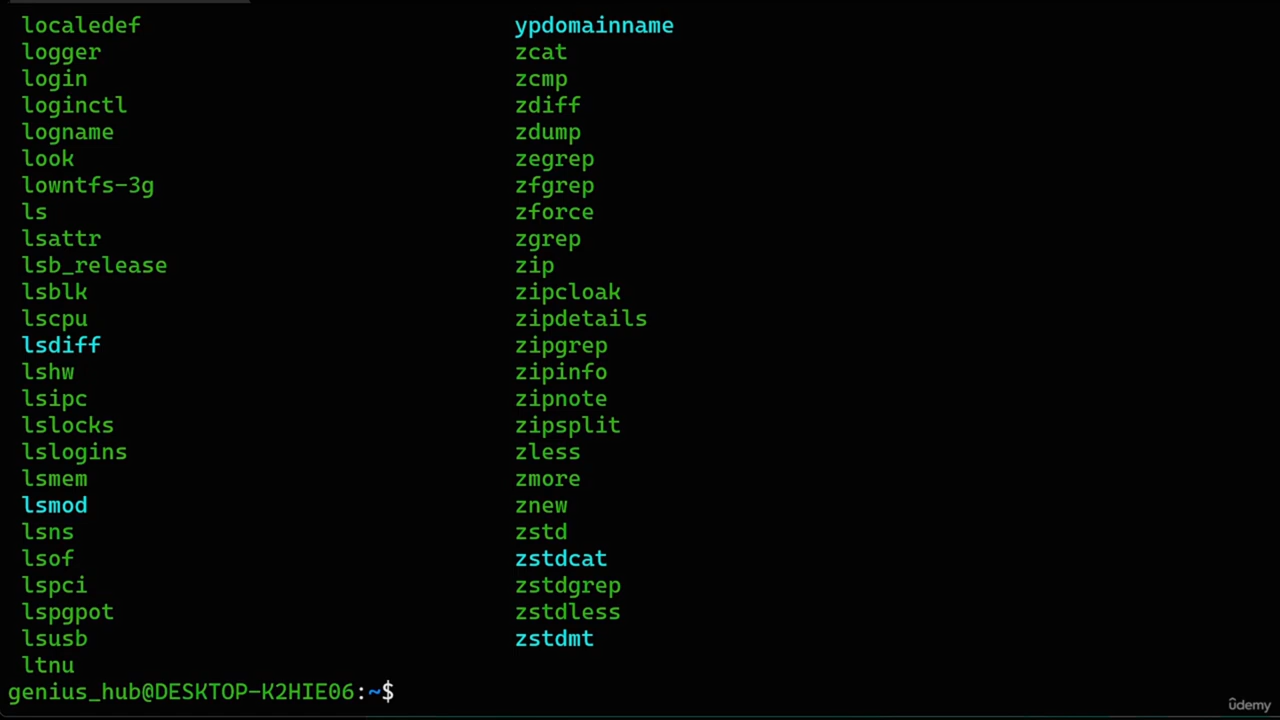 localedef
logger
login
loginctl
logname
look
lowntfs-3g
ls
lsattr
lsb_release
lsblk
lscpu
lsdiff
lshw
lsipc
lslocks
lslogins
lsmem
lsmod
lsns
lsof
lspci
lspgpot
lsusb
ltnu
ypdomainname
zcat
zcmp
zdiff
zdump
zegrep
zfgrep
zforce
zgrep
zip
zipcloak
zipdetails
zipgrep
zipinfo
zipnote
zipsplit
zless
zmore
znew
zstd
zstdcat
zstdgrep
zstdless
zstdmt
genius_hub@DESKTOP-K2HIE06:~$
udemy